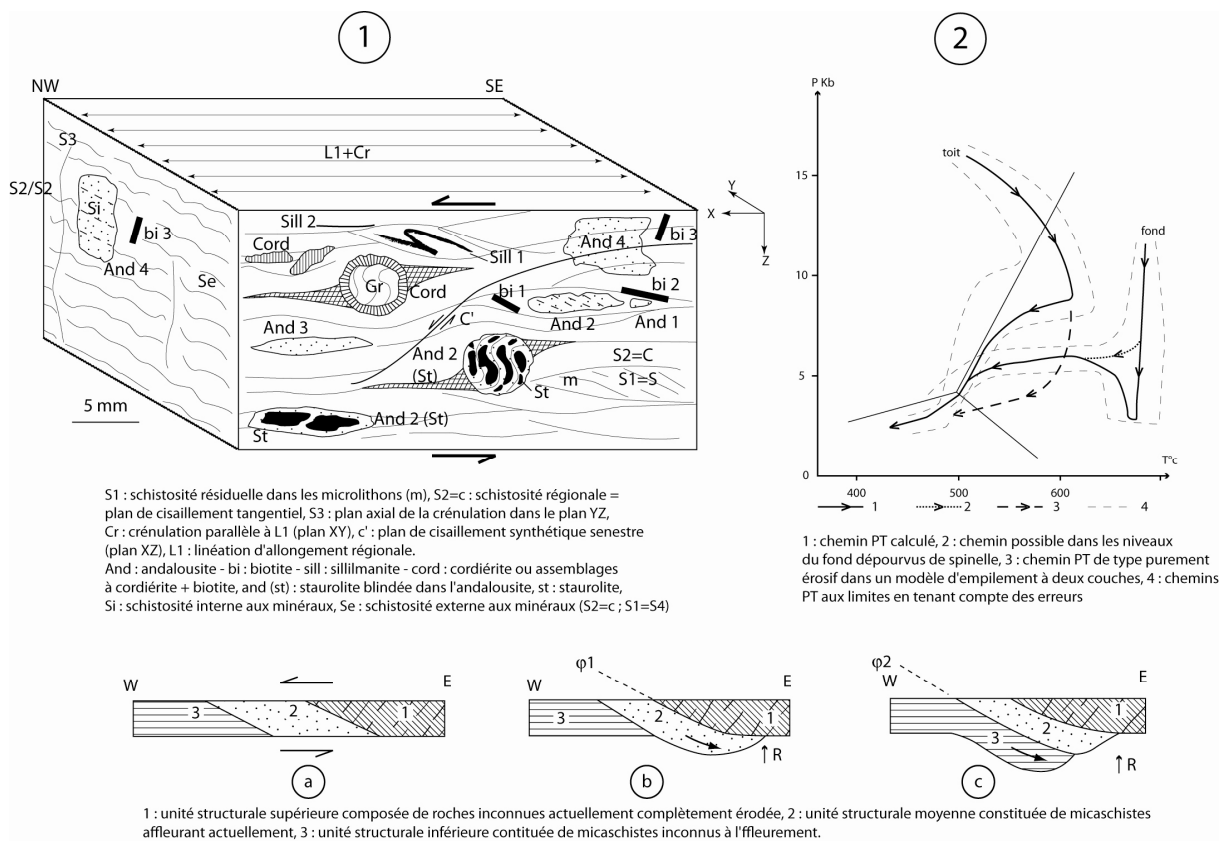 1
NW
SE
S3
L1+Cr
S2/S2
Si
bi 3
And 4
Se
5 mm
Sill 2
Cord
Sill 1
And 4
bi 3
Gr
Cord
bi 1
bi 2
C'
And 2
And 1
And 3
And 2
(St)
S2=C
St
m
S1=S
And 2 (St)
St
Y
X
Z
S1 : schistosité résiduelle dans les microlithons (m), S2=c : schistosité régionale =
plan de cisaillement tangentiel, S3 : plan axial de la crénulation dans le plan YZ,
Cr : crénulation parallèle à L1 (plan XY), c' : plan de cisaillement synthétique senestre
(plan XZ), L1 : linéation d'allongement régionale.
And : andalousite - bi : biotite - sill : sillilmanite - cord : cordiérite ou assemblages
à cordiérite + biotite, and (st) : staurolite blindée dans l'andalousite, st : staurolite,
Si : schistosité interne aux minéraux, Se : schistosité externe aux minéraux (S2=c ; S1=S4)
2
P Kb
toit
15
fond
10
5
0
T°c
400
500
600
1
2
3
4
1 : chemin PT calculé, 2 : chemin possible dans les niveaux
du fond dépourvus de spinelle, 3 : chemin PT de type purement
érosif dans un modèle d'empilement à deux couches, 4 : chemins
PT aux limites en tenant compte des erreurs
W
E
3
2
1
a
φ1
W
E
3
2
1
R
b
φ2
W
E
1
2
3
R
c
1 : unité structurale supérieure composée de roches inconnues actuellement complètement érodée, 2 : unité structurale moyenne constituée de micaschistes
affleurant actuellement, 3 : unité structurale inférieure contituée de micaschistes inconnus à l'ffleurement.